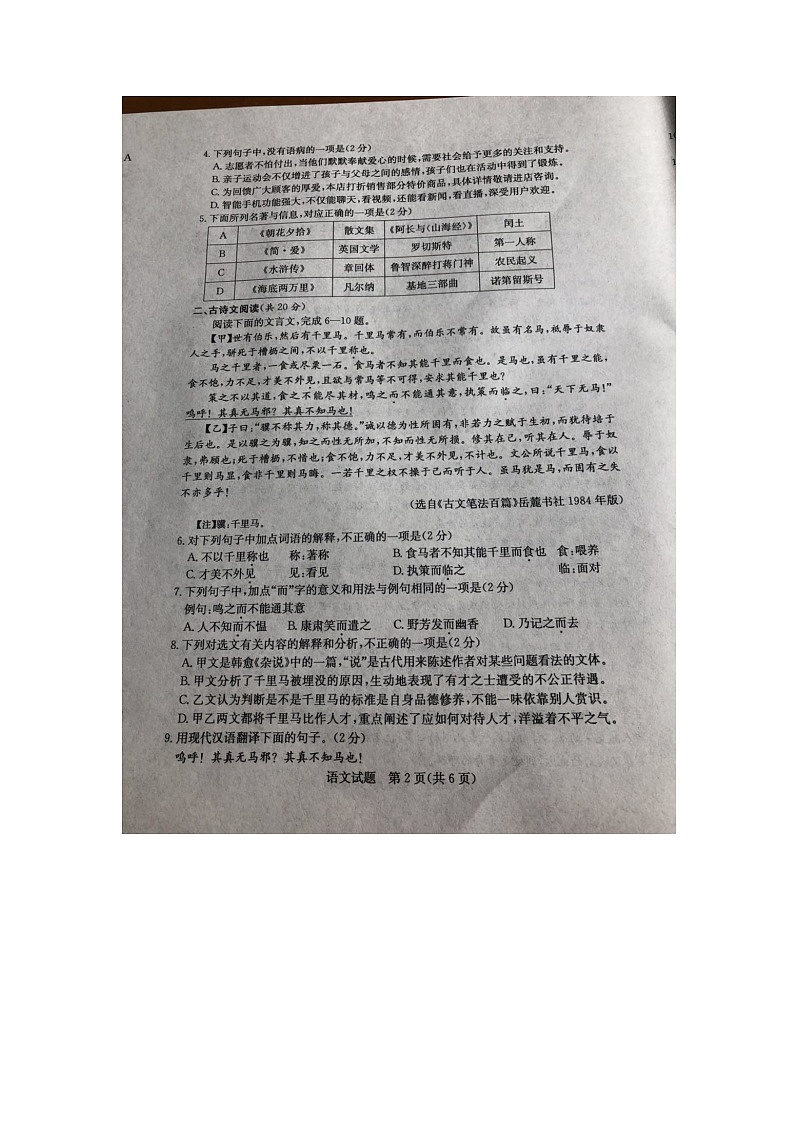 A
4.下列句子中,没有语病的一项是(2分)
A.志愿者不怕付出,当他们默默奉献爱心的时候,需要社会给予更多的关注和支持。
B.亲子运动会不仅增进了孩子与父母之间的感情,孩子们也在活动中得到了锻炼。
C.为回馈广大顾客的厚爱,本店打折销售部分特价商品,具体详情敬请进店咨询。
D.智能手机功能强大,不仅能聊天,看视频,还能看新闻,看直播,深受用户欢迎。
5.下面所列名著与信息,对应正确的一项是(2分)
A 《朝花夕拾》 散文集 《阿长与〈山海经〉》 闰土
B 《简·爱》 英国文学 罗切斯特 第一人称
C 《水浒传》 章回体 鲁智深醉打蒋门神 农民起义
D 《海底两万里》 凡尔纳 基地三部曲 诺第留斯号
二、古诗文阅读(共20分)
阅读下面的文言文,完成6—10题。
【甲】世有伯乐,然后有千里马。千里马常有,而伯乐不常有。故虽有名马,祗辱于奴隶
人之手,骈死于槽枥之间,不以千里称也。
马之千里者,一食或尽粟一石。食马者不知其能千里而食也。是马也,虽有千里之能,
食不饱,力不足,才美不外见,且欲与常马等不可得,安求其能千里也?
策之不以其道,食之不能尽其材,鸣之而不能通其意,执策而临之,曰:“天下无马!”
呜呼!其真无马邪?其真不知马也!
【乙】子曰:“骥不称其力,称其德。”诚以德为性所固有,非若力之赋于生初,而犹待培于
生后也。是以骥之为骥,知之而性无所加,不知而性无所损。修其在己,听其在人。辱于奴
隶,弗顾也;死于槽枥,不惜也;食不饱,力不足,才美不外见,不计也。文公所说千里马,食以
千里则马显,食非千里则马晦。一若千里之权不操于己而听于人。虽马犹是马,而固有之失
不亦多乎!
(选自《古文笔法百篇》岳麓书社1984年版)
【注】骥:千里马。
6.对下列句子中加点词语的解释,不正确的一项是(2分)
A.不以千里称也 称:著称 B.食马者不知其能千里而食也 食:喂养
C.才美不外见 见:看见 D.执策而临之 临:面对
7.下列句子中,加点“而”字的意义和用法与例句相同的一项是(2分)
例句:鸣之而不能通其意
A.人不知而不愠 B.康肃笑而遣之 C.野芳发而幽香 D.乃记之而去
8.下列对选文有关内容的解释和分析,不正确的一项是(2分)
A.甲文是韩愈《杂说》中的一篇,“说”是古代用来陈述作者对某些问题看法的文体。
B.甲文分析了千里马被埋没的原因,生动地表现了有才之士遭受的不公正待遇。
C.乙文认为判断是不是千里马的标准是自身品德修养,不能一味依靠别人赏识。
D.甲乙两文都将千里马比作人才,重点阐述了应如何对待人才,洋溢着不平之气。
9.用现代汉语翻译下面的句子。(2分)
呜呼!其真无马邪?其真不知马也!
语文试题 第2页(共6页)